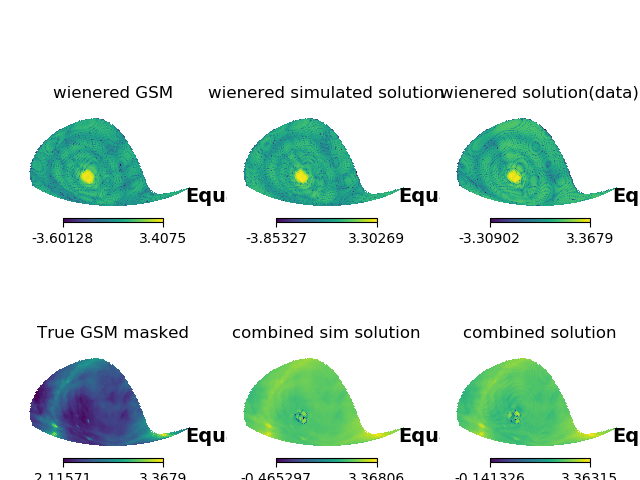 wienered GSM
wienered simulated solution
wienered solution(data)
Equ
Equ
Eq
-3.60128 3.4075
-3.85327 3.30269
-3.30902 3.3679
True GSM masked
combined sim solution
combined solution
Equ
Equ
Eq
2.11571 3.3679
-0.465297 3.36806
-0.141326 3.36315